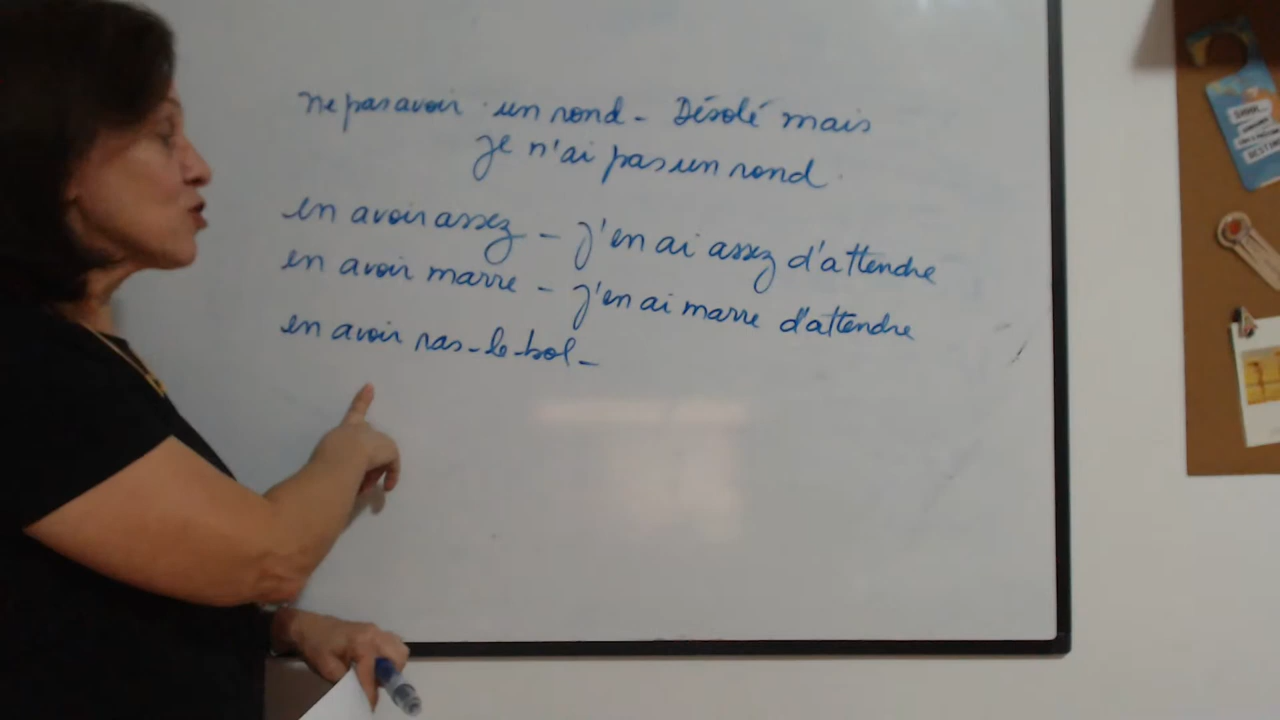 ne pas avoir un rond - Désolé mais
je n'ai pas un rond.
en avoir assez - j'en ai assez d'attendre
en avoir marre - j'en ai marre d'attendre
en avoir ras-le-bol -